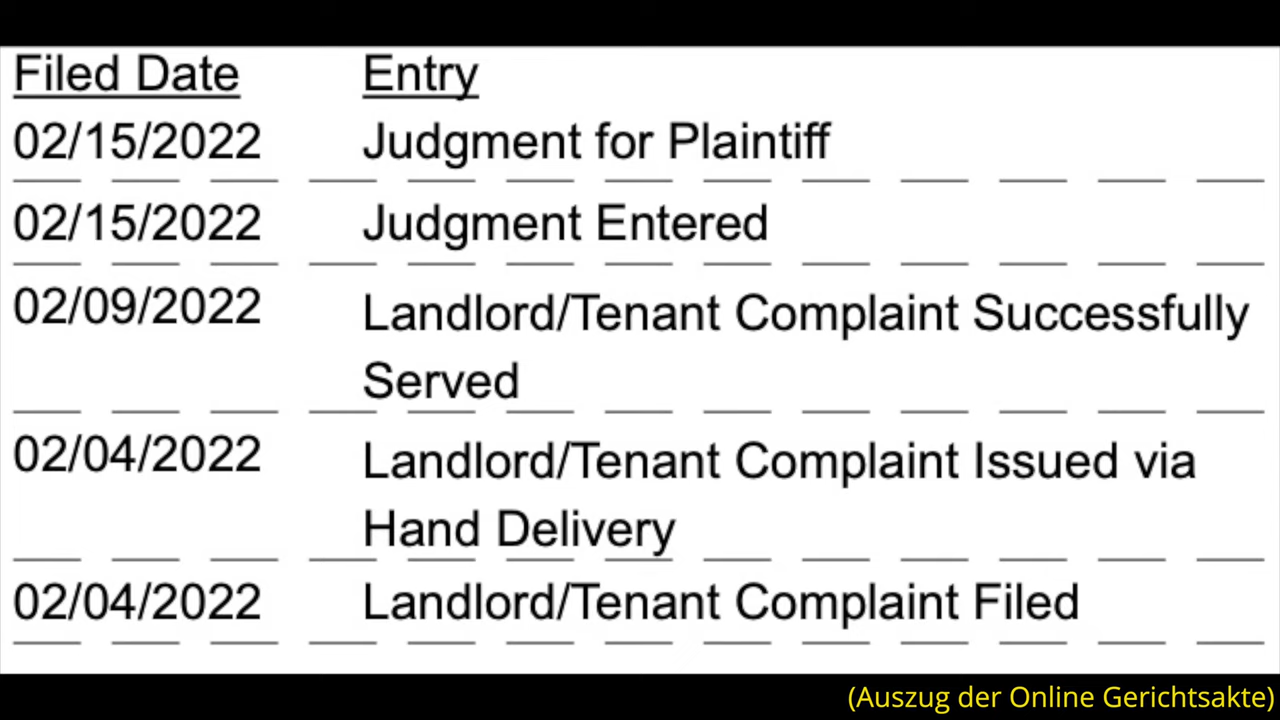 Filed Date Entry
02/15/2022 Judgment for Plaintiff
02/15/2022 Judgment Entered
02/09/2022 Landlord/Tenant Complaint Successfully
Served
02/04/2022 Landlord/Tenant Complaint Issued via
Hand Delivery
02/04/2022 Landlord/Tenant Complaint Filed
(Auszug der Online Gerichtsakte)